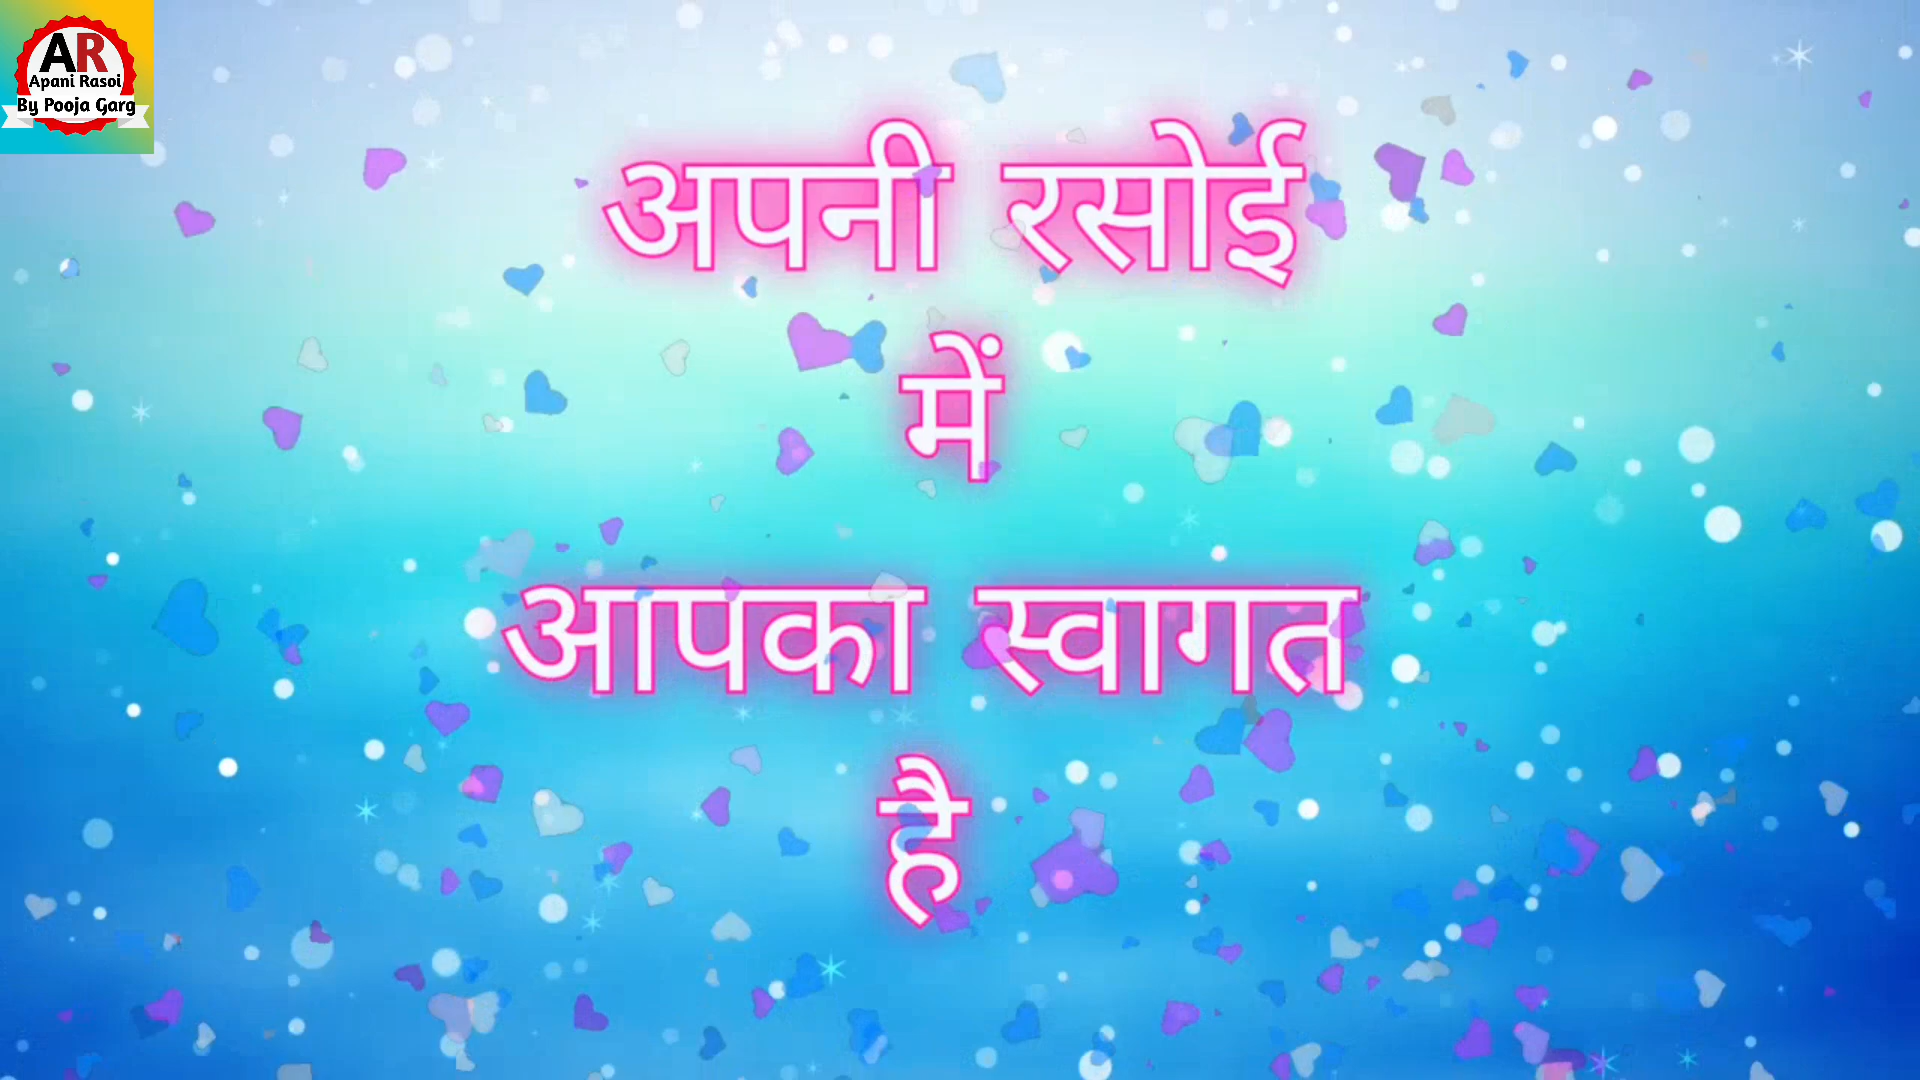 AR
Apani Rasoi
By Pooja Garg
अपनी रसोई
में
आपका स्वागत
है